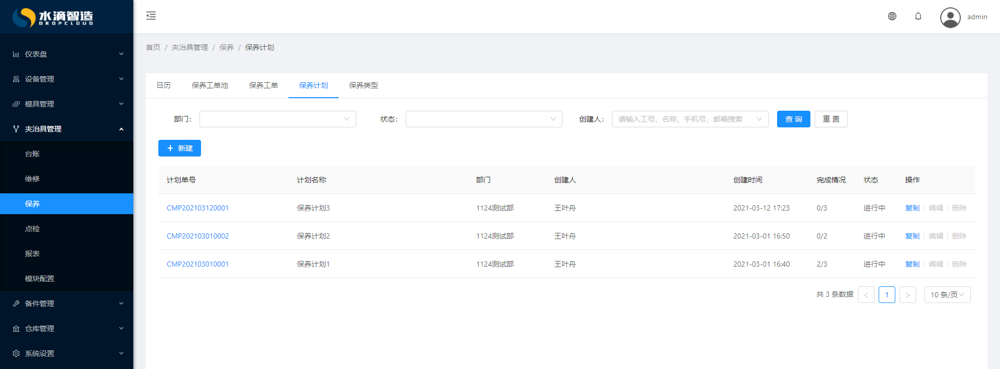 水滴智造
DROPCLOUD
admin
仪表盘
设备管理
模具管理
夹治具管理
台账
维修
保养
点检
报表
模块配置
备件管理
仓库管理
系统设置
首页 / 夹治具管理 / 保养 / 保养计划
日历 保养工单池 保养工单 保养计划 保养类型
部门: 状态: 创建人: 请输入工号、名称、手机号、邮箱搜索 查 询 重 置
+ 新建
计划单号 计划名称 部门 创建人 创建时间 完成情况 状态 操作
CMP202103120001 保养计划3 1124测试部 王叶舟 2021-03-12 17:23 0/3 进行中 复制 编辑 删除
CMP202103010002 保养计划2 1124测试部 王叶舟 2021-03-01 16:50 0/2 进行中 复制 编辑 删除
CMP202103010001 保养计划1 1124测试部 王叶舟 2021-03-01 16:40 2/3 进行中 复制 编辑 删除
共 3 条数据 < 1 > 10 条/页